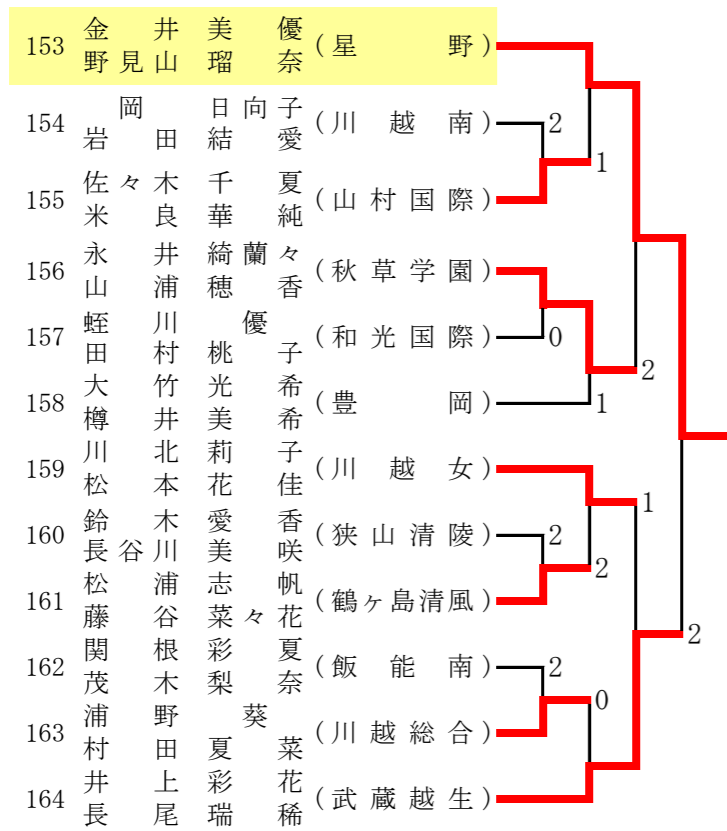 153 金井美優 野見山瑠奈 (星野)
154 岡日向子 岩田結愛 (川越南) 2
1
155 佐々木千夏 米良華純 (山村国際)
156 永井綺蘭々 山浦穂香 (秋草学園)
157 蛭川優 田村桃子 (和光国際) 0
2
158 大竹光希 樽井美希 (豊岡) 1
159 川北莉子 松本花佳 (川越女)
1
160 鈴木愛香 長谷川美咲 (狭山清陵) 2
2
161 松浦志帆 藤谷菜々花 (鶴ヶ島清風)
2
162 関根彩夏 茂木梨奈 (飯能南) 2
0
163 浦野葵 村田夏菜 (川越総合)
164 井上彩花 長尾瑞稀 (武蔵越生)